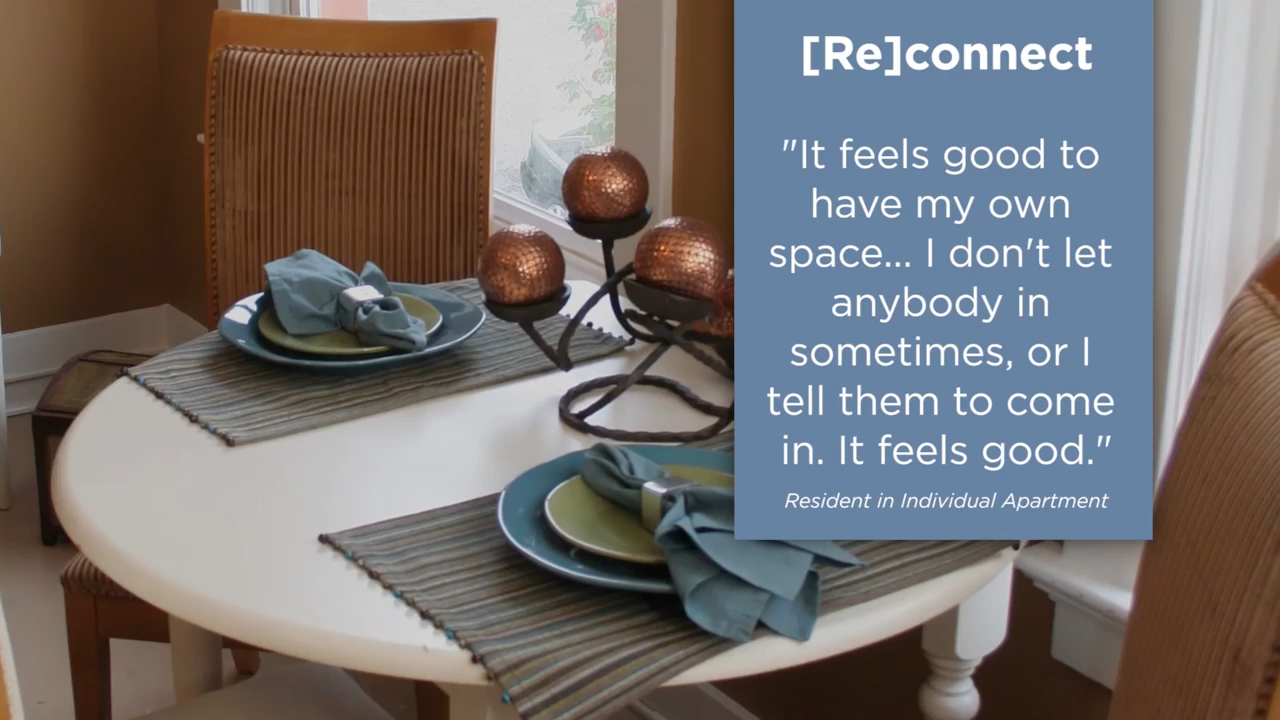 [Re]connect
"It feels good to
have my own
space... I don't let
anybody in
sometimes, or I
tell them to come
in. It feels good."
Resident in Individual Apartment